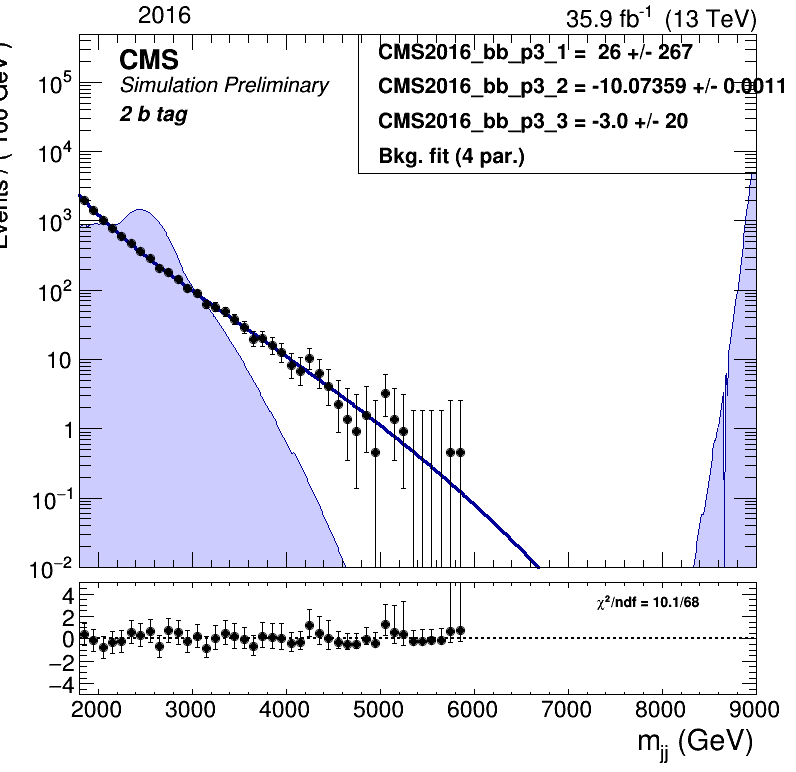 2016
35.9 fb⁻¹ (13 TeV)
CMS
Simulation Preliminary
2 b tag
CMS2016_bb_p3_1 = 26 +/- 267
CMS2016_bb_p3_2 = -10.07359 +/- 0.0011
CMS2016_bb_p3_3 = -3.0 +/- 20
Bkg. fit (4 par.)
Events / ( 100 GeV )
10⁵
10⁴
10³
10²
10
1
10⁻¹
10⁻²
χ²/ndf = 10.1/68
4
2
0
−2
−4
2000 3000 4000 5000 6000 7000 8000 9000
m_jj (GeV)